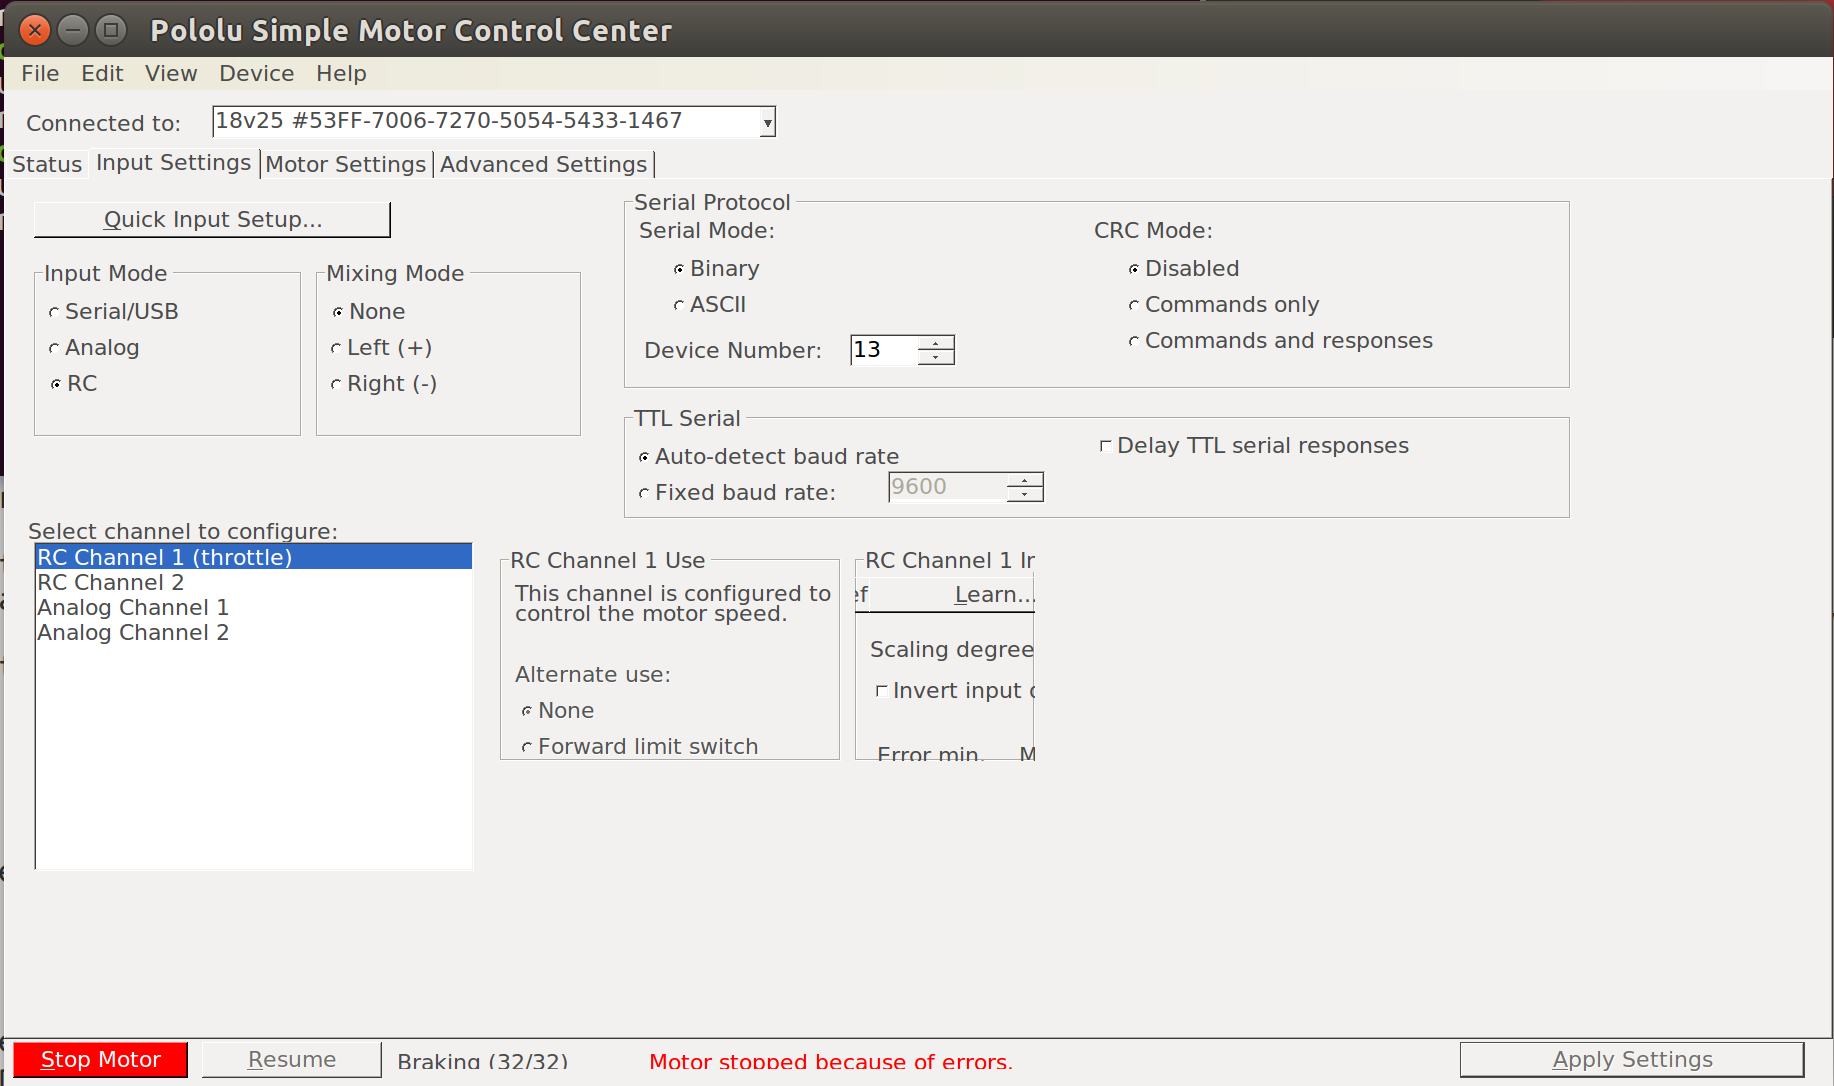 Pololu Simple Motor Control Center
File Edit View Device Help
Connected to: 18v25 #53FF-7006-7270-5054-5433-1467
Status Input Settings Motor Settings Advanced Settings
Quick Input Setup...
Input Mode
Serial/USB
Analog
RC
Mixing Mode
None
Left (+)
Right (-)
Serial Protocol
Serial Mode:
Binary
ASCII
Device Number: 13
CRC Mode:
Disabled
Commands only
Commands and responses
TTL Serial
Auto-detect baud rate
Fixed baud rate: 9600
Delay TTL serial responses
Select channel to configure:
RC Channel 1 (throttle)
RC Channel 2
Analog Channel 1
Analog Channel 2
RC Channel 1 Use
This channel is configured to
control the motor speed.
Alternate use:
None
Forward limit switch
RC Channel 1
Learn...
Scaling degree
Invert input
Error min.
Stop Motor Resume Braking (32/32) Motor stopped because of errors. Apply Settings